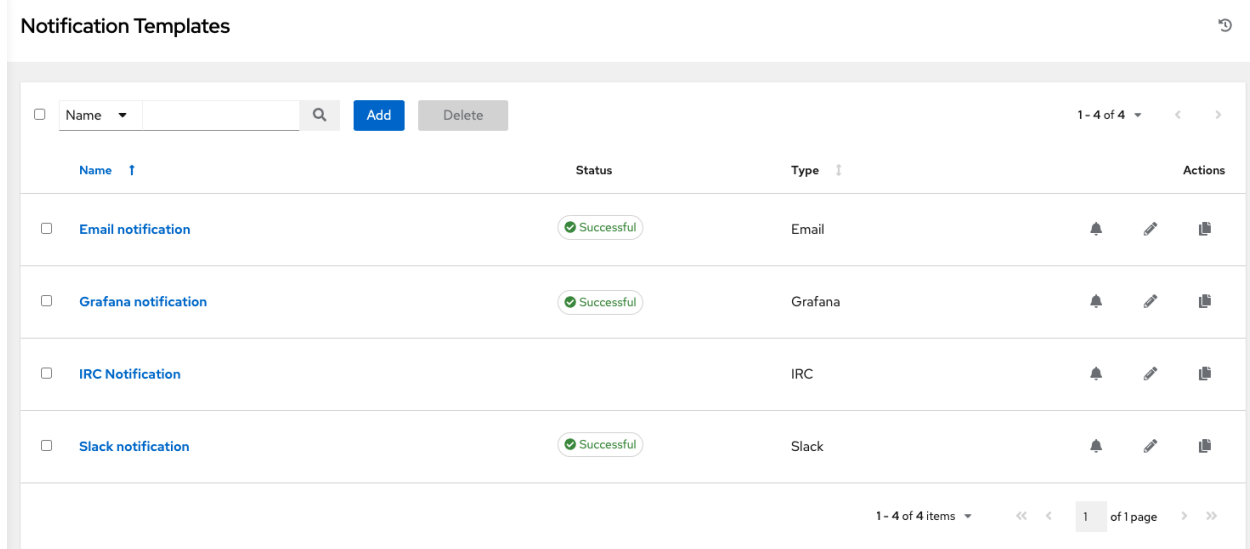 Notification Templates
Name Add Delete 1 - 4 of 4
Name Status Type Actions
Email notification Successful Email
Grafana notification Successful Grafana
IRC Notification IRC
Slack notification Successful Slack
1 - 4 of 4 items 1 of 1 page